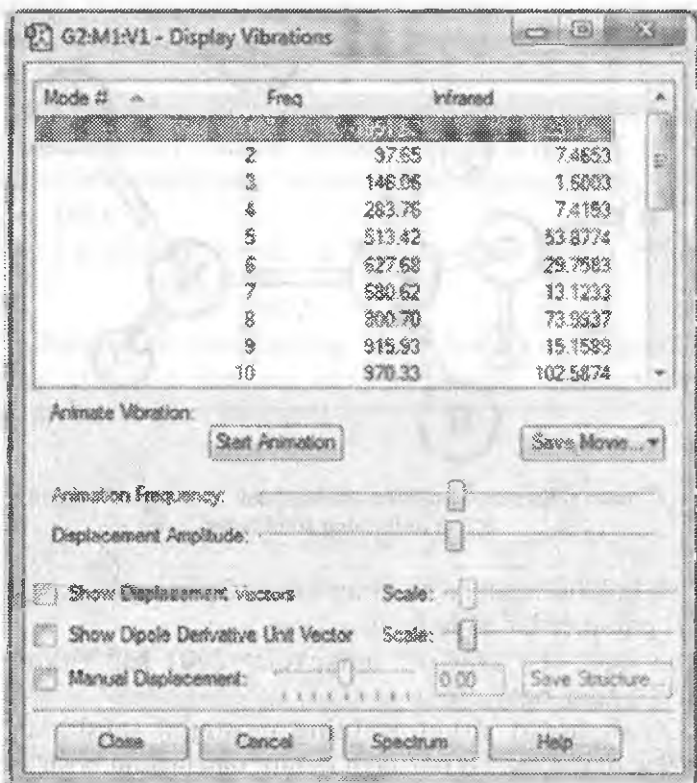 G2:M1:V1 - Display Vibrations
Mode # Freq Infrared
2 97.65 7.4653
3 146.06 1.6003
4 283.76 7.4153
5 513.42 53.8774
6 627.68 29.7583
7 680.62 13.1233
8 800.70 73.9937
9 915.93 15.1589
10 970.33 102.5874
Animate Vibration:
Start Animation Save Movie...
Animation Frequency:
Displacement Amplitude:
Show Displacement Vectors Scale:
Show Dipole Derivative Unit Vector Scale:
Manual Displacement: 0.00 Save Structure...
Close Cancel Spectrum Help